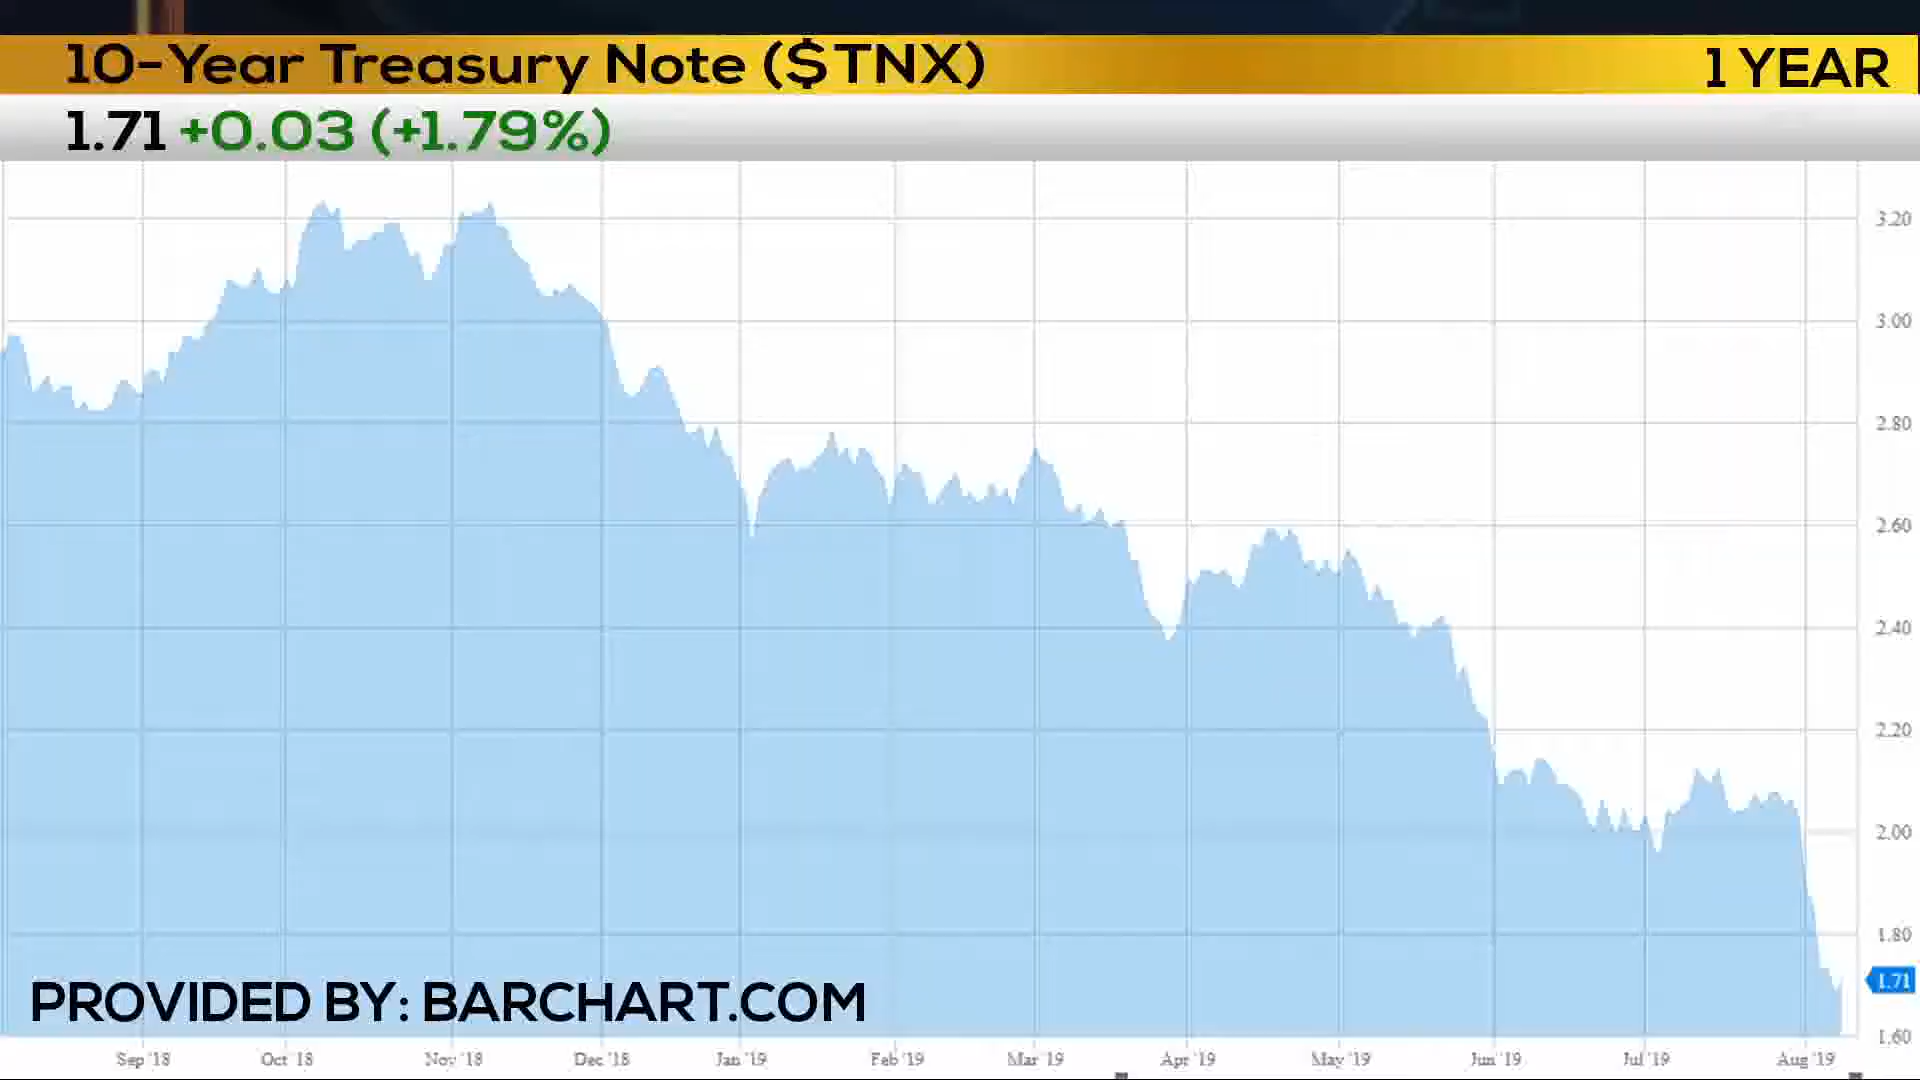 10-Year Treasury Note ($TNX)
1 YEAR
1.71 +0.03 (+1.79%)
3.20
3.00
2.80
2.60
2.40
2.20
2.00
1.80
1.71
1.60
PROVIDED BY: BARCHART.COM
Sep '18 Oct '18 Nov '18 Dec '18 Jan '19 Feb '19 Mar '19 Apr '19 May '19 Jun '19 Jul '19 Aug '19